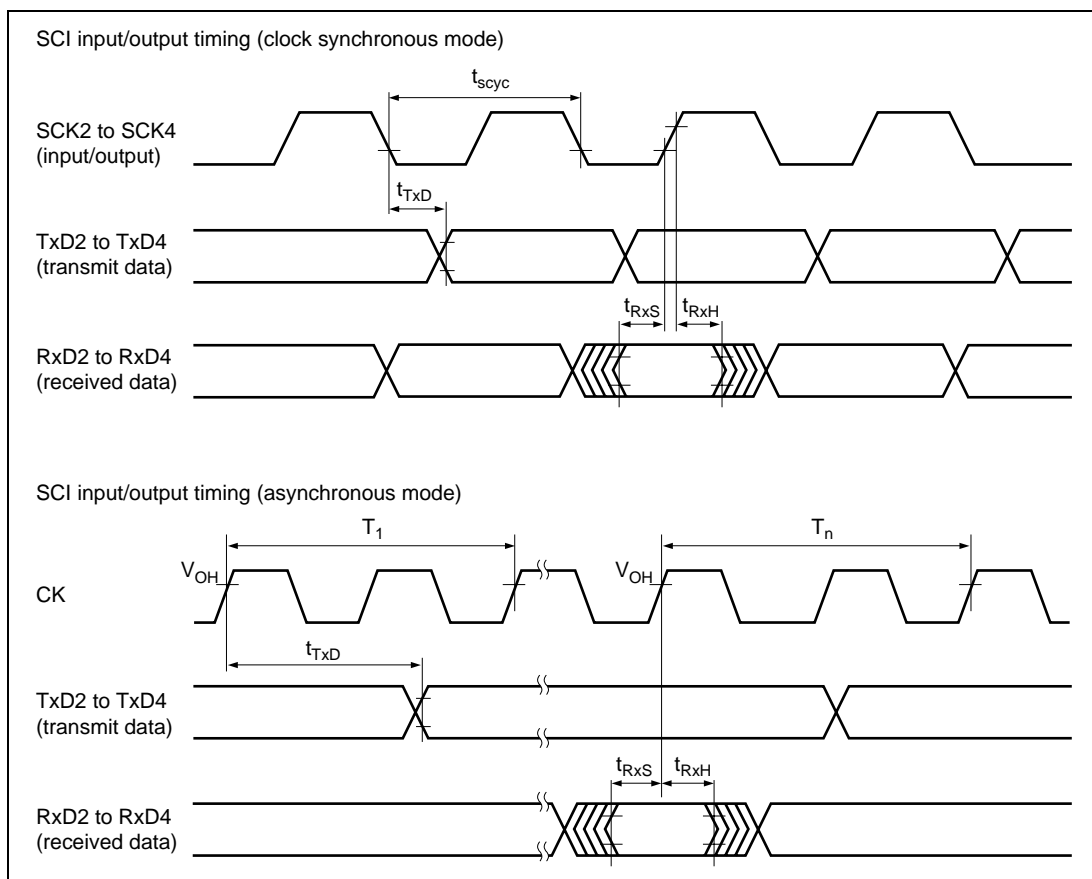 SCI input/output timing (clock synchronous mode)
tscyc
SCK2 to SCK4
(input/output)
tTxD
TxD2 to TxD4
(transmit data)
tRxS
tRxH
RxD2 to RxD4
(received data)
SCI input/output timing (asynchronous mode)
T1
Tn
VOH
VOH
CK
tTxD
TxD2 to TxD4
(transmit data)
tRxS
tRxH
RxD2 to RxD4
(received data)